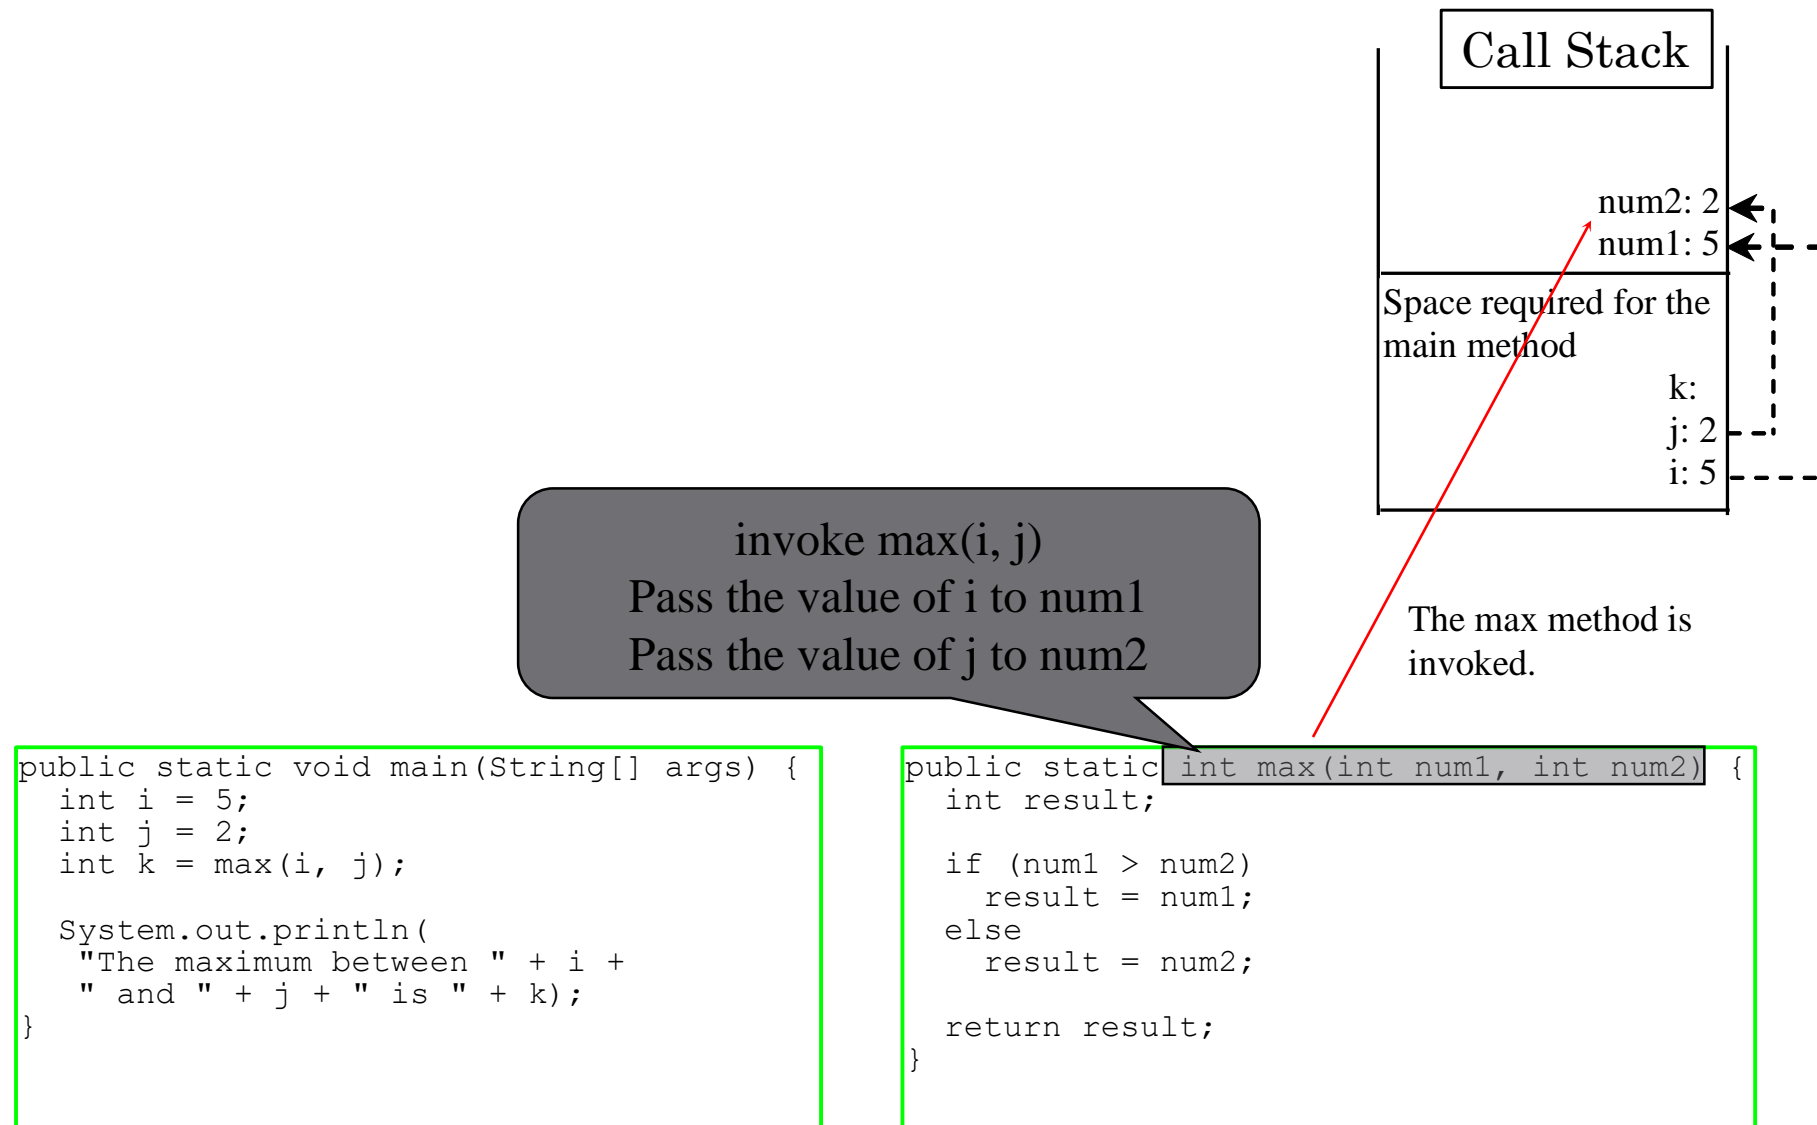 Call Stack
num2: 2
num1: 5
Space required for the
main method
k:
j: 2
i: 5
invoke max(i, j)
Pass the value of i to num1
Pass the value of j to num2
The max method is
invoked.
public static void main(String[] args) {
  int i = 5;
  int j = 2;
  int k = max(i, j);
  System.out.println(
   "The maximum between " + i +
   " and " + j + " is " + k);
}
public static int max(int num1, int num2) {
  int result;
  if (num1 > num2)
    result = num1;
  else
    result = num2;
  return result;
}